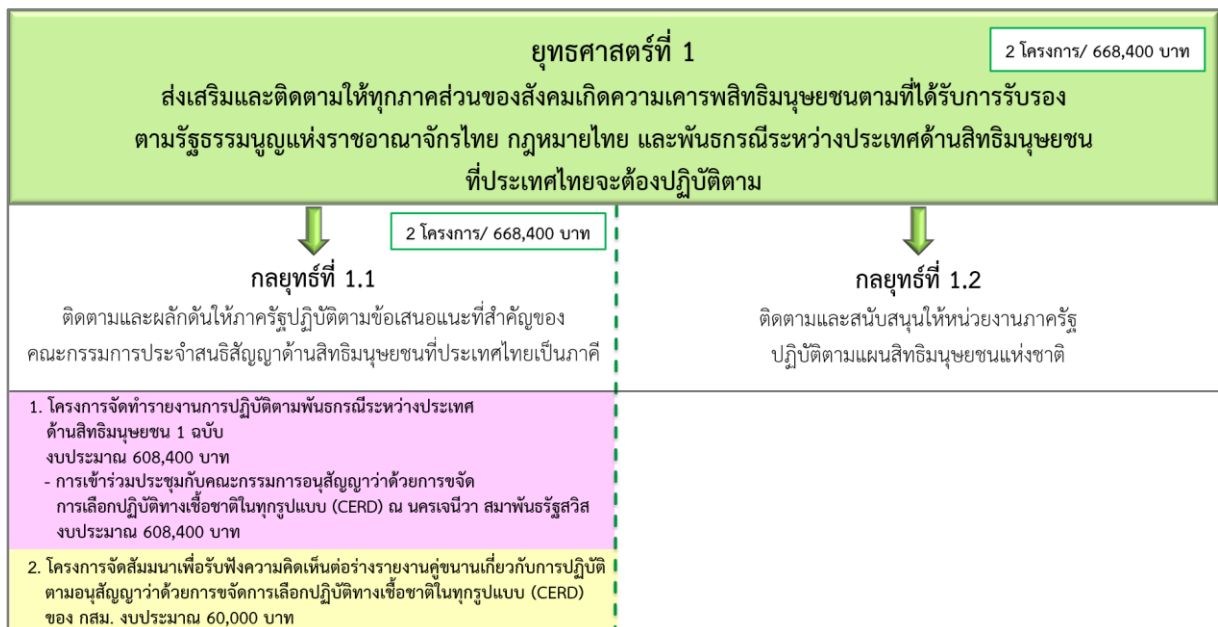 ยุทธศาสตร์ที่ 1
2 โครงการ/ 668,400 บาท
ส่งเสริมและติดตามให้ทุกภาคส่วนของสังคมเกิดความเคารพสิทธิมนุษยชนตามที่ได้รับการรับรอง
ตามรัฐธรรมนูญแห่งราชอาณาจักรไทย กฎหมายไทย และพันธกรณีระหว่างประเทศด้านสิทธิมนุษยชน
ที่ประเทศไทยจะต้องปฏิบัติตาม
2 โครงการ/ 668,400 บาท
กลยุทธ์ที่ 1.1
ติดตามและผลักดันให้ภาครัฐปฏิบัติตามข้อเสนอแนะที่สำคัญของ
คณะกรรมการประจำสนธิสัญญาด้านสิทธิมนุษยชนที่ประเทศไทยเป็นภาคี
กลยุทธ์ที่ 1.2
ติดตามและสนับสนุนให้หน่วยงานภาครัฐ
ปฏิบัติตามแผนสิทธิมนุษยชนแห่งชาติ
1. โครงการจัดทำรายงานการปฏิบัติตามพันธกรณีระหว่างประเทศ
ด้านสิทธิมนุษยชน 1 ฉบับ
งบประมาณ 608,400 บาท
- การเข้าร่วมประชุมกับคณะกรรมการอนุสัญญาว่าด้วยการขจัด
การเลือกปฏิบัติทางเชื้อชาติในทุกรูปแบบ (CERD) ณ นครเจนีวา สมาพันธรัฐสวิส
งบประมาณ 608,400 บาท
2. โครงการจัดสัมมนาเพื่อรับฟังความคิดเห็นต่อร่างรายงานคู่ขนานเกี่ยวกับการปฏิบัติ
ตามอนุสัญญาว่าด้วยการขจัดการเลือกปฏิบัติทางเชื้อชาติในทุกรูปแบบ (CERD)
ของ กสม. งบประมาณ 60,000 บาท